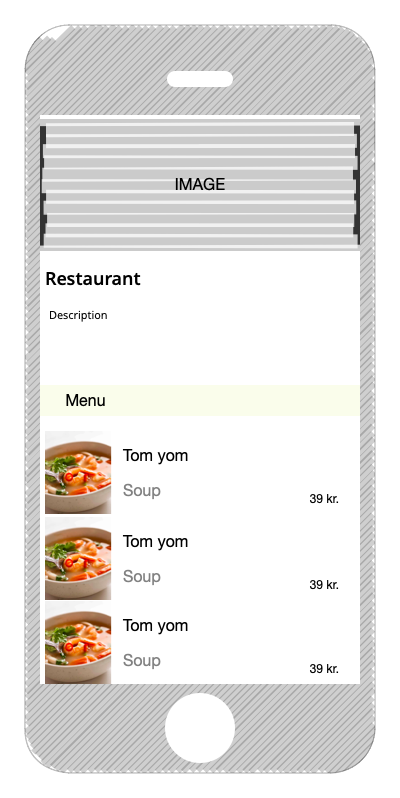 IMAGE
Restaurant
Description
Menu
Tom yom
Soup
39 kr.
Tom yom
Soup
39 kr.
Tom yom
Soup
39 kr.